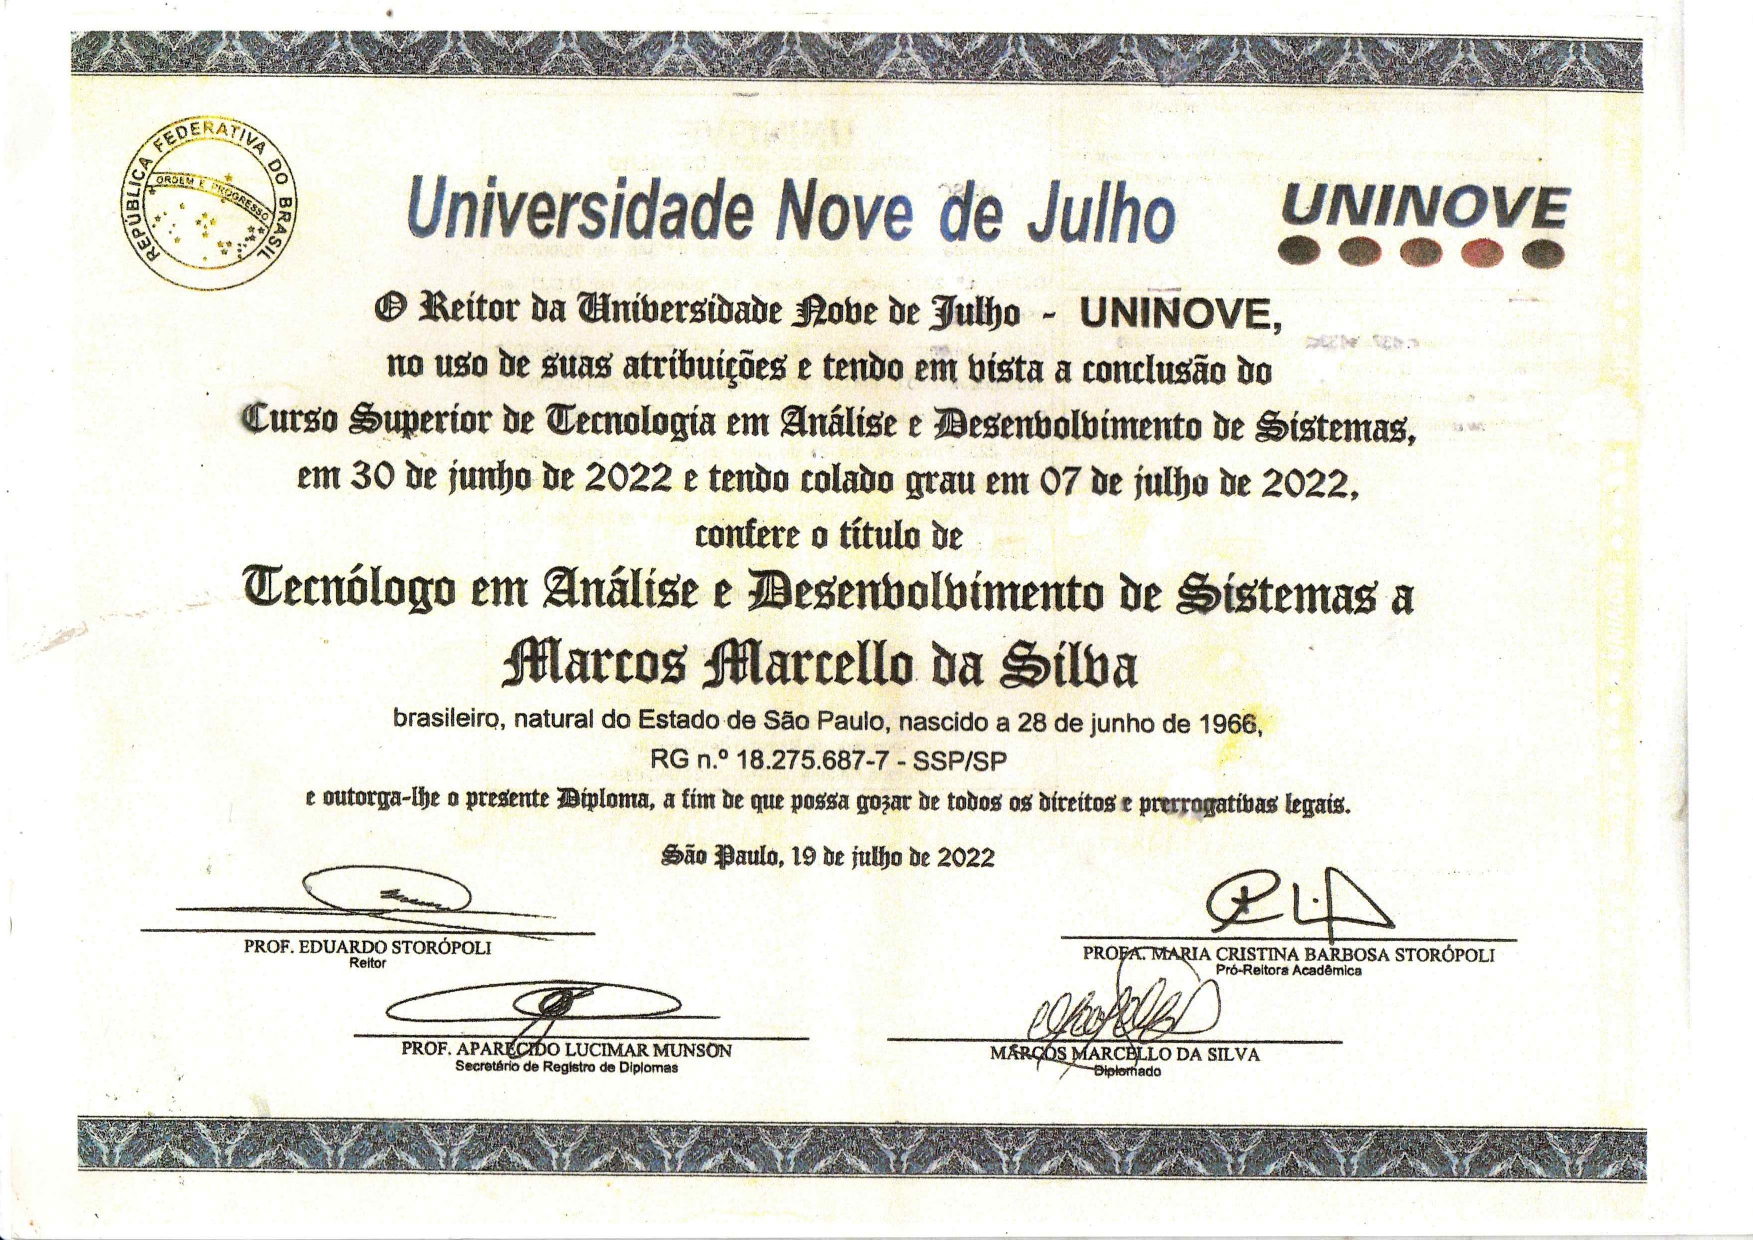 REPÚBLICA FEDERATIVA DO BRASIL
ORDEM E PROGRESSO
Universidade Nove de Julho
UNINOVE
O Reitor da Universidade Nove de Julho - UNINOVE,
no uso de suas atribuições e tendo em vista a conclusão do
Curso Superior de Tecnologia em Análise e Desenvolvimento de Sistemas,
em 30 de junho de 2022 e tendo colado grau em 07 de julho de 2022,
confere o título de
Tecnólogo em Análise e Desenvolvimento de Sistemas a
Marcos Marcello da Silva
brasileiro, natural do Estado de São Paulo, nascido a 28 de junho de 1966,
RG n.º 18.275.687-7 - SSP/SP
e outorga-lhe o presente Diploma, a fim de que possa gozar de todos os direitos e prerrogativas legais.
São Paulo, 19 de julho de 2022
PROF. EDUARDO STORÓPOLI
Reitor
PROFA. MARIA CRISTINA BARBOSA STORÓPOLI
Pró-Reitora Acadêmica
PROF. APARECIDO LUCIMAR MUNSON
Secretário de Registro de Diplomas
MARCOS MARCELLO DA SILVA
Diplomado